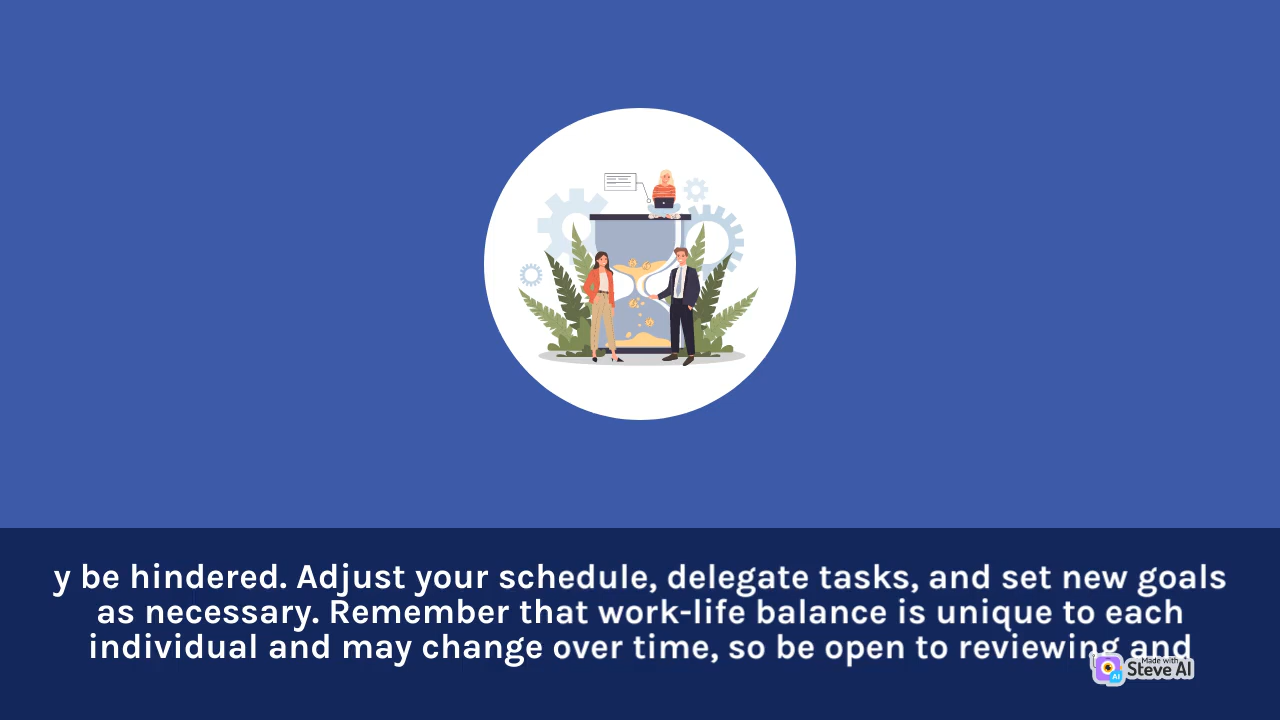 y be hindered. Adjust your schedule, delegate tasks, and set new goals
as necessary. Remember that work-life balance is unique to each
individual and may change over time, so be open to reviewing and
Made with
Steve AI
AI